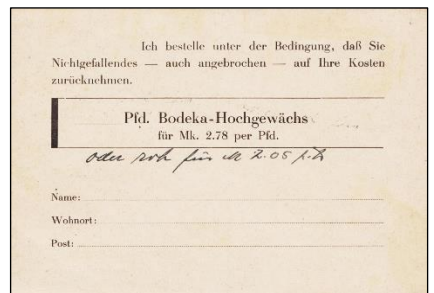 Ich bestelle unter der Bedingung, daß Sie
Nichtgefallendes — auch angebrochen — auf Ihre Kosten
zurücknehmen.
Pfd. Bodeka-Hochgewächs
für Mk. 2.78 per Pfd.
oder roh für M 2.05
Name:
Wohnort:
Post: